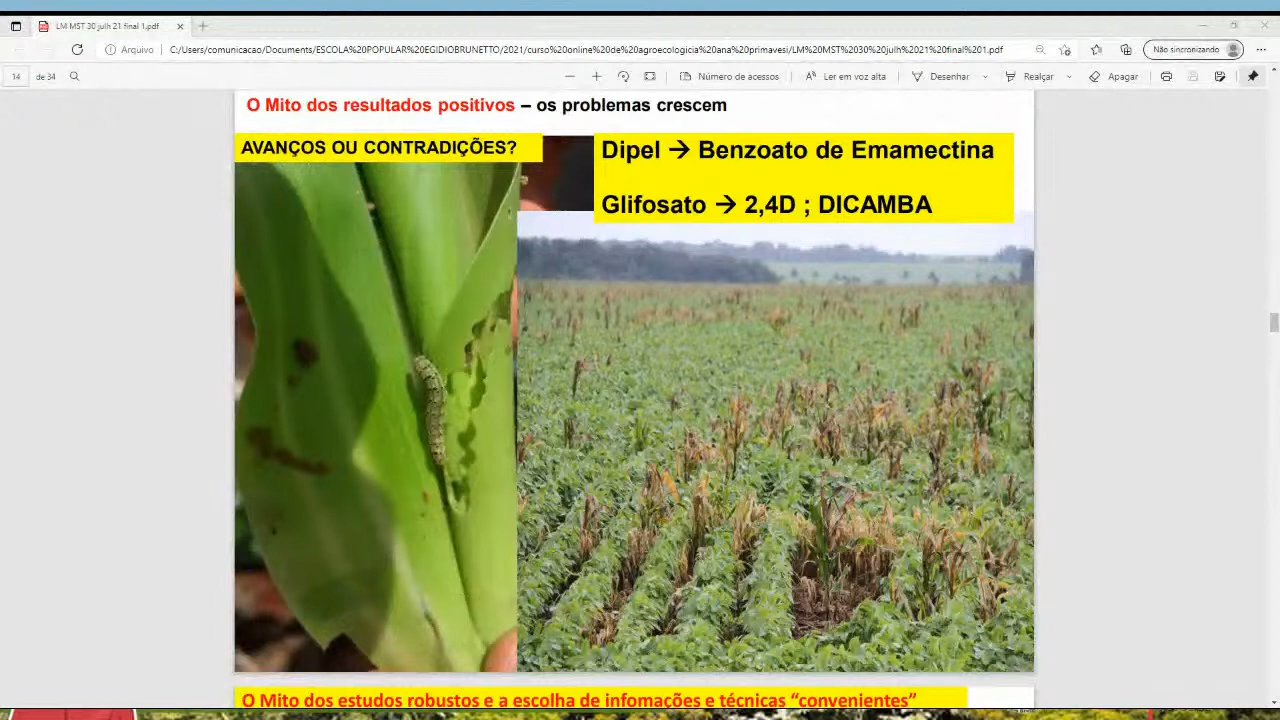 LM MST 30 julh 21 final 1.pdf
Arquivo
C:/Users/comunicacao/Documents/ESCOLA%20POPULAR%20EGIDIOBRUNETTO/2021/curso%20online%20de%20agroecologicia%20ana%20primavesi/LM%20MST%2030%20julh%2021%20final%201.pdf
Não sincronizando
14 de 34
Número de acessos
Ler em voz alta
Desenhar
Realçar
Apagar
O Mito dos resultados positivos – os problemas crescem
AVANÇOS OU CONTRADIÇÕES?
Dipel → Benzoato de Emamectina
Glifosato → 2,4D ; DICAMBA
O Mito dos estudos robustos e a escolha de infomações e técnicas “convenientes”